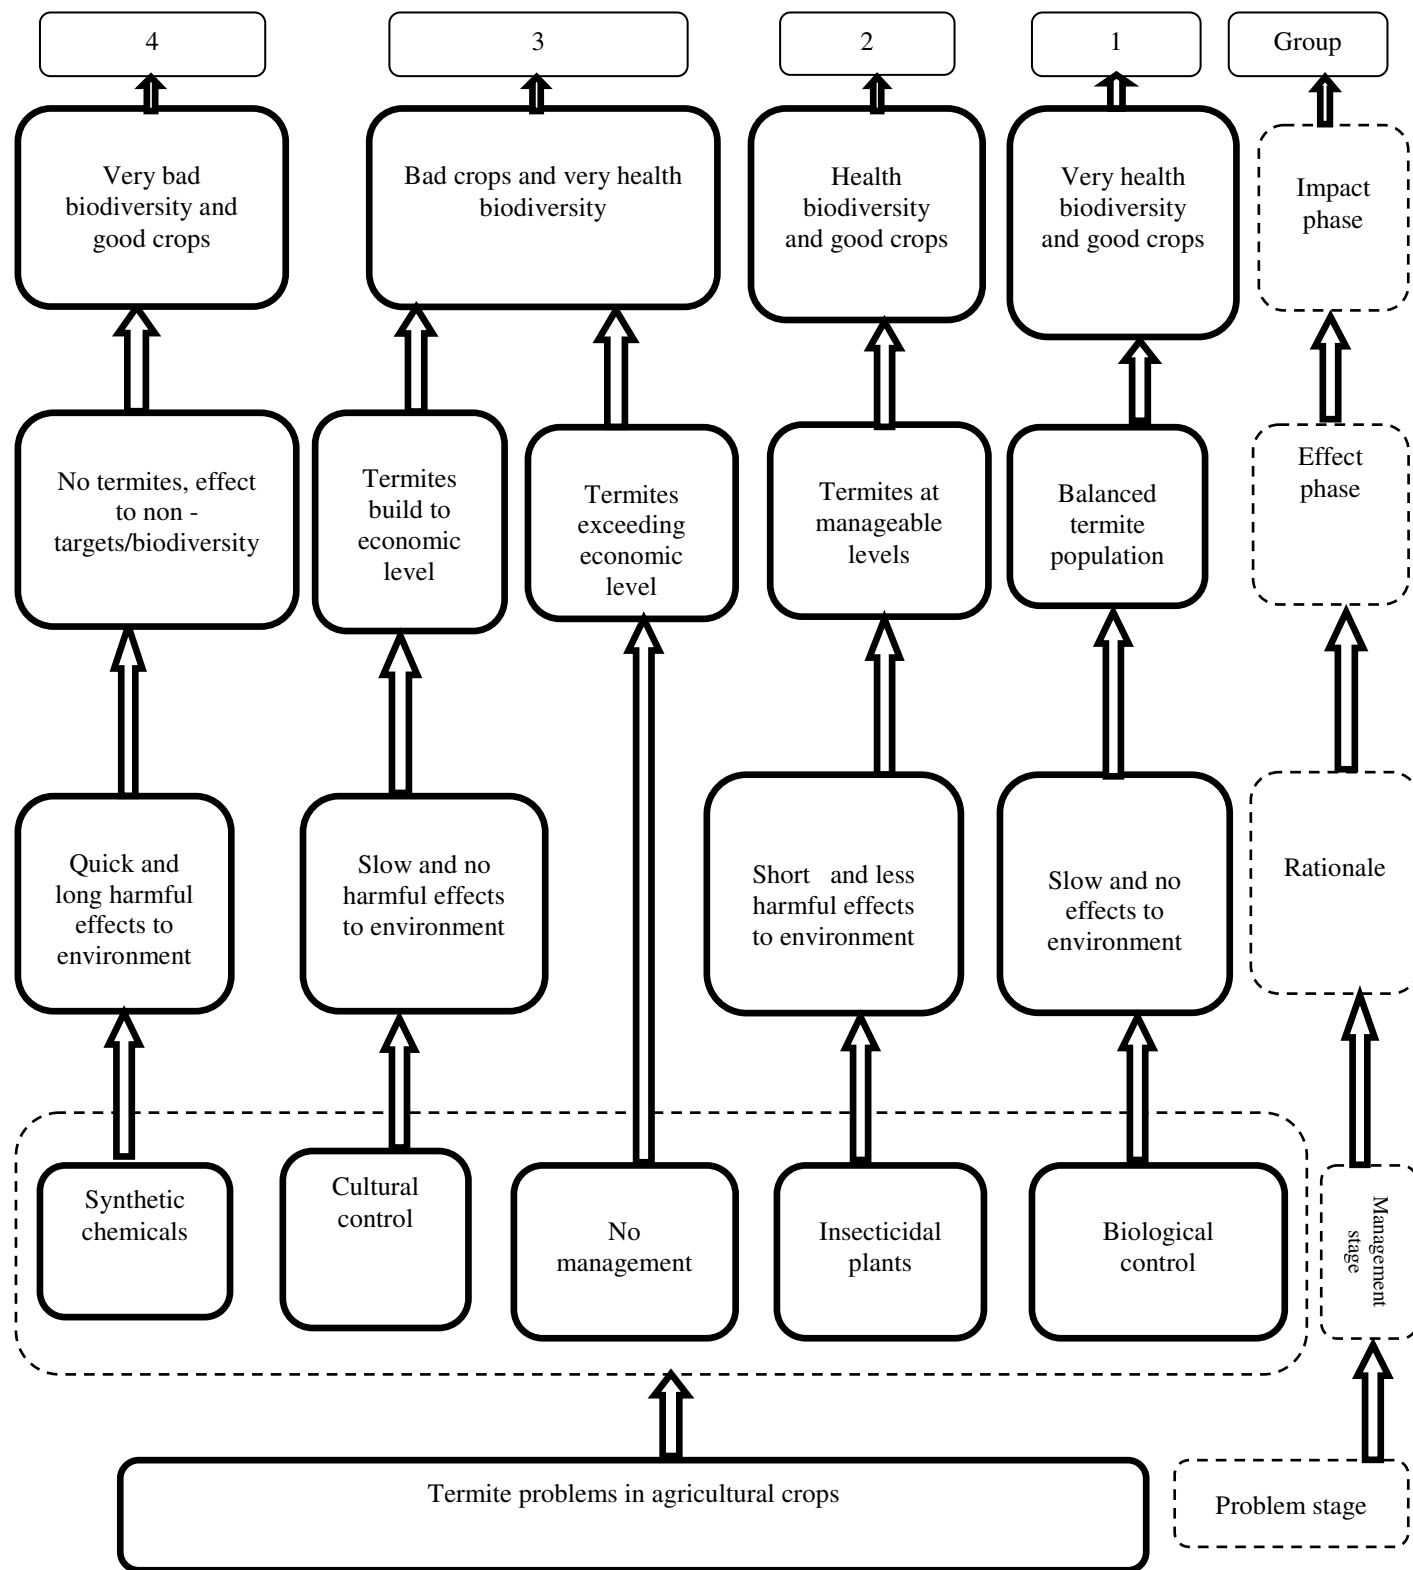 4
3
2
1
Group
Very bad
biodiversity and
good crops
Bad crops and very health
biodiversity
Health
biodiversity
and good crops
Very health
biodiversity
and good crops
Impact
phase
No termites, effect
to non -
targets/biodiversity
Termites
build to
economic
level
Termites
exceeding
economic
level
Termites at
manageable
levels
Balanced
termite
population
Effect
phase
Quick and
long harmful
effects to
environment
Slow and no
harmful effects
to environment
Short   and less
harmful effects
to environment
Slow and no
effects to
environment
Rationale
Synthetic
chemicals
Cultural
control
No
management
Insecticidal
plants
Biological
control
Management
stage
Termite problems in agricultural crops
Problem stage